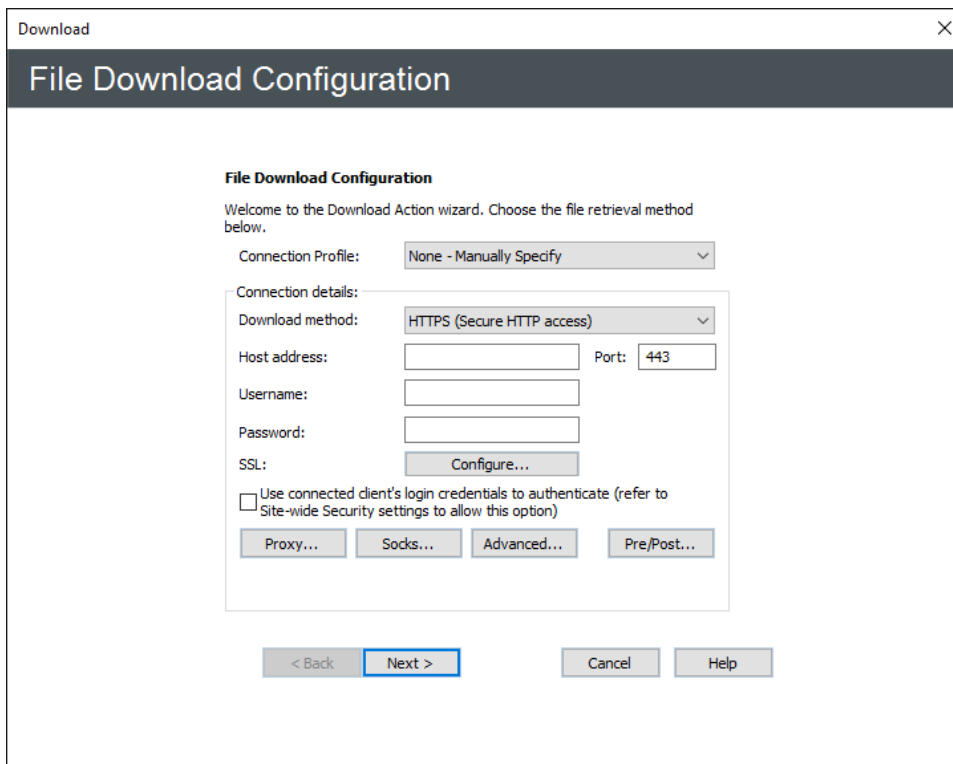 Download
File Download Configuration
File Download Configuration
Welcome to the Download Action wizard. Choose the file retrieval method
below.
Connection Profile: None - Manually Specify
Connection details:
Download method: HTTPS (Secure HTTP access)
Host address: Port: 443
Username:
Password:
SSL: Configure...
Use connected client's login credentials to authenticate (refer to
Site-wide Security settings to allow this option)
Proxy... Socks... Advanced... Pre/Post...
< Back Next > Cancel Help